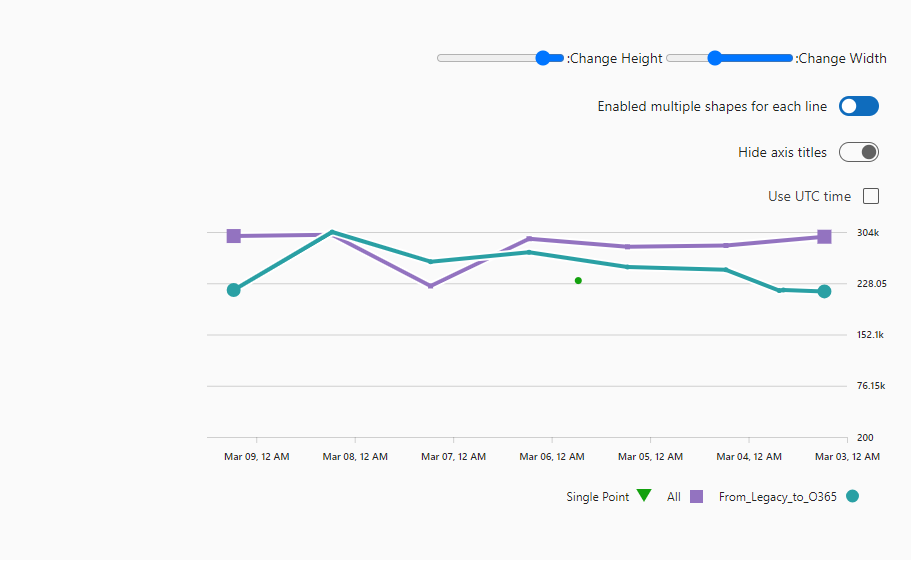 :Change Height :Change Width
Enabled multiple shapes for each line
Hide axis titles
Use UTC time
304k
228.05
152.1k
76.15k
200
Mar 09, 12 AM Mar 08, 12 AM Mar 07, 12 AM Mar 06, 12 AM Mar 05, 12 AM Mar 04, 12 AM Mar 03, 12 AM
Single Point All From_Legacy_to_O365